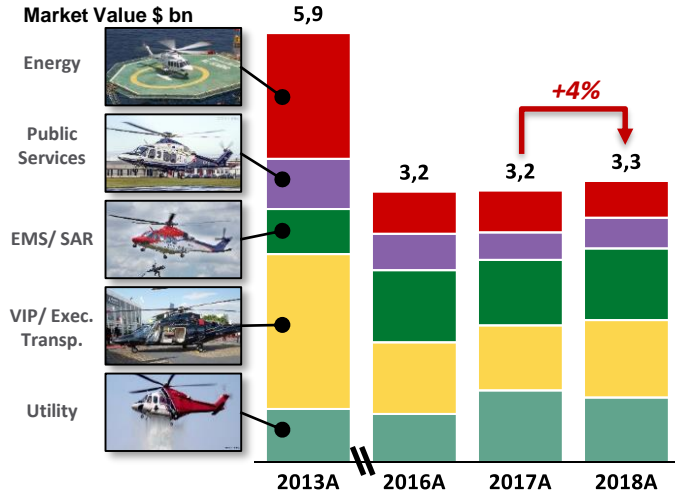 Market Value $ bn
5,9
Energy
Public
Services
+4%
3,2
3,2
3,3
EMS/ SAR
VIP/ Exec.
Transp.
Utility
2013A
2016A
2017A
2018A